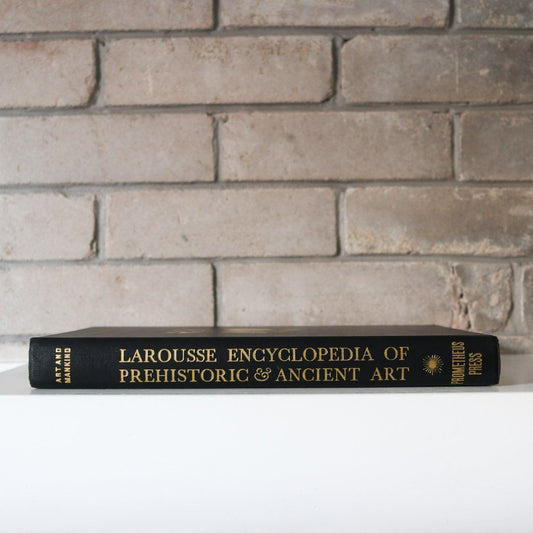 ART AND
MANKIND
LAROUSSE ENCYCLOPEDIA OF
PREHISTORIC & ANCIENT ART
PROMETHEUS
PRESS